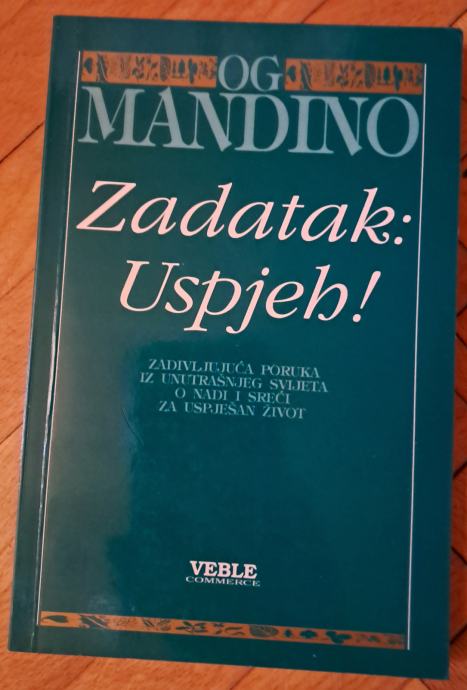 OG
MANDINO
Zadatak:
Uspjeh!
ZADIVLJUJUĆA PORUKA
IZ UNUTRAŠNJEG SVIJETA
O NADI I SREĆI
ZA USPJEŠAN ŽIVOT
VEBLE
COMMERCE